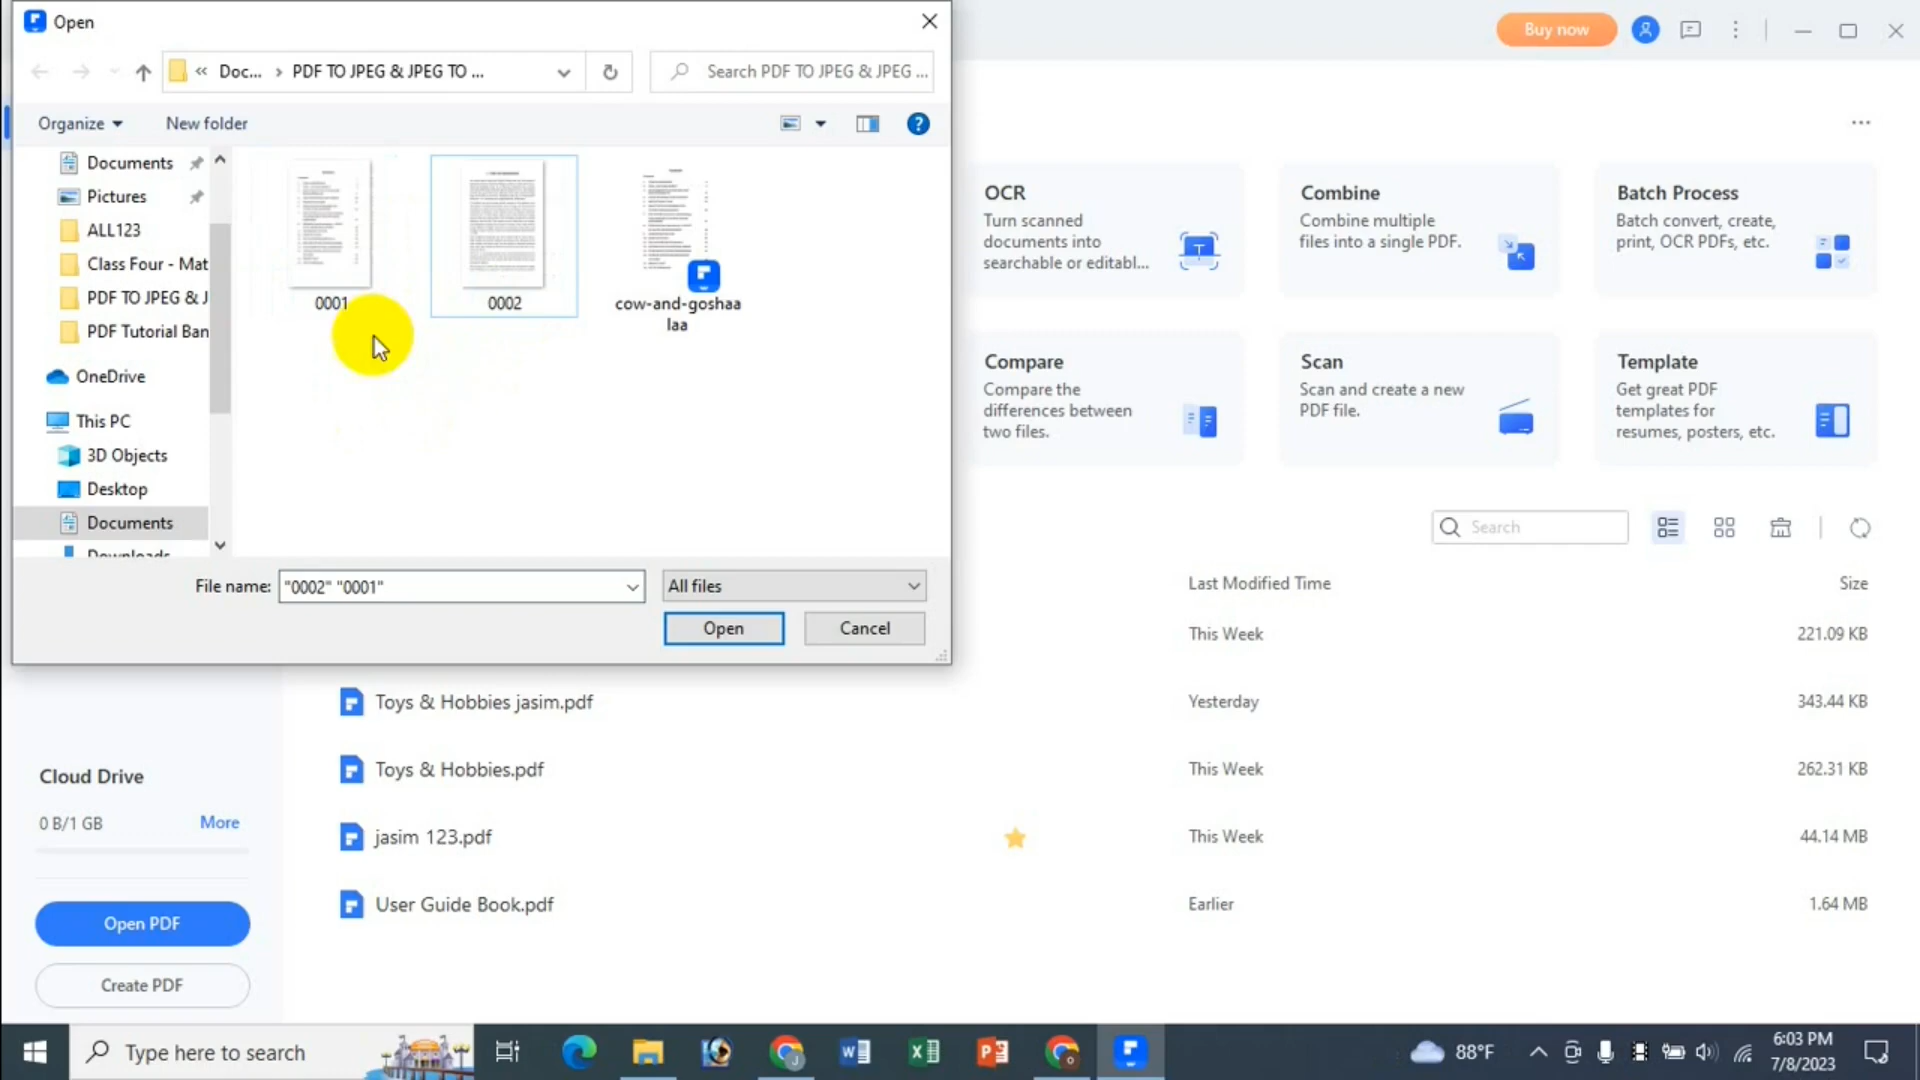 Open
Buy now
« Doc... > PDF TO JPEG & JPEG TO ...
Search PDF TO JPEG & JPEG ...
Organize
New folder
Documents
Pictures
ALL123
Class Four - Mat
PDF TO JPEG & J
PDF Tutorial Ban
OneDrive
This PC
3D Objects
Desktop
Documents
Downloads
0001
0002
cow-and-goshaa
laa
File name:
"0002" "0001"
All files
Open
Cancel
OCR
Turn scanned
documents into
searchable or editabl...
Combine
Combine multiple
files into a single PDF.
Batch Process
Batch convert, create,
print, OCR PDFs, etc.
Compare
Compare the
differences between
two files.
Scan
Scan and create a new
PDF file.
Template
Get great PDF
templates for
resumes, posters, etc.
Search
Last Modified Time
Size
This Week
221.09 KB
Toys & Hobbies jasim.pdf
Yesterday
343.44 KB
Toys & Hobbies.pdf
This Week
262.31 KB
jasim 123.pdf
This Week
44.14 MB
User Guide Book.pdf
Earlier
1.64 MB
Cloud Drive
0 B/1 GB
More
Open PDF
Create PDF
Type here to search
88°F
6:03 PM
7/8/2023